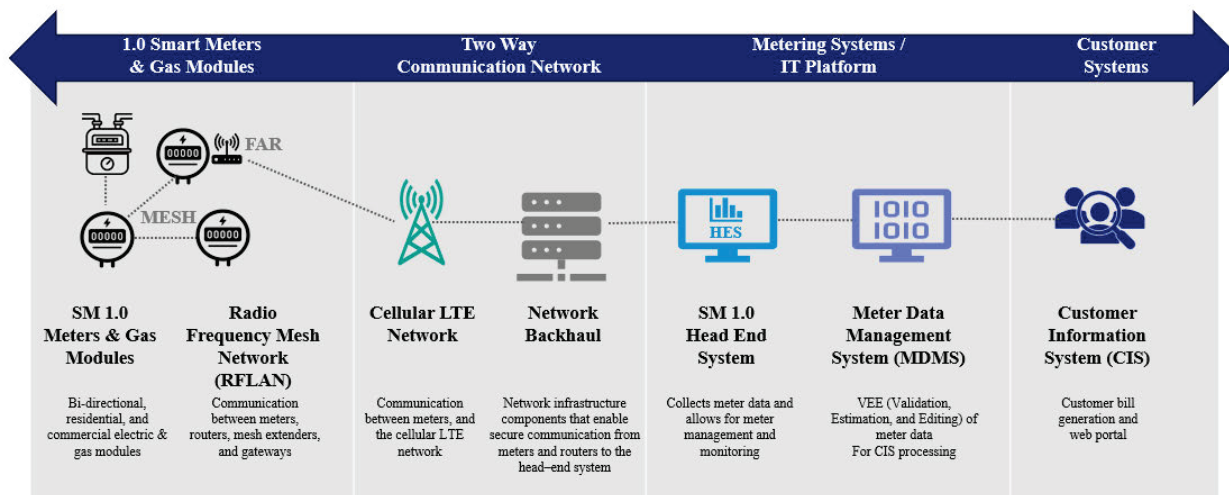 1.0 Smart Meters
& Gas Modules
Two Way
Communication Network
Metering Systems /
IT Platform
Customer
Systems
00000
FAR
MESH
00000
00000
HES
1010
1010
SM 1.0
Meters & Gas
Modules
Bi-directional,
residential, and
commercial electric &
gas modules
Radio
Frequency Mesh
Network
(RFLAN)
Communication
between meters,
routers, mesh extenders,
and gateways
Cellular LTE
Network
Communication
between meters, and
the cellular LTE
network
Network
Backhaul
Network infrastructure
components that enable
secure communication from
meters and routers to the
head–end system
SM 1.0
Head End
System
Collects meter data and
allows for meter
management and
monitoring
Meter Data
Management
System (MDMS)
VEE (Validation,
Estimation, and Editing) of
meter data
For CIS processing
Customer
Information
System (CIS)
Customer bill
generation and
web portal